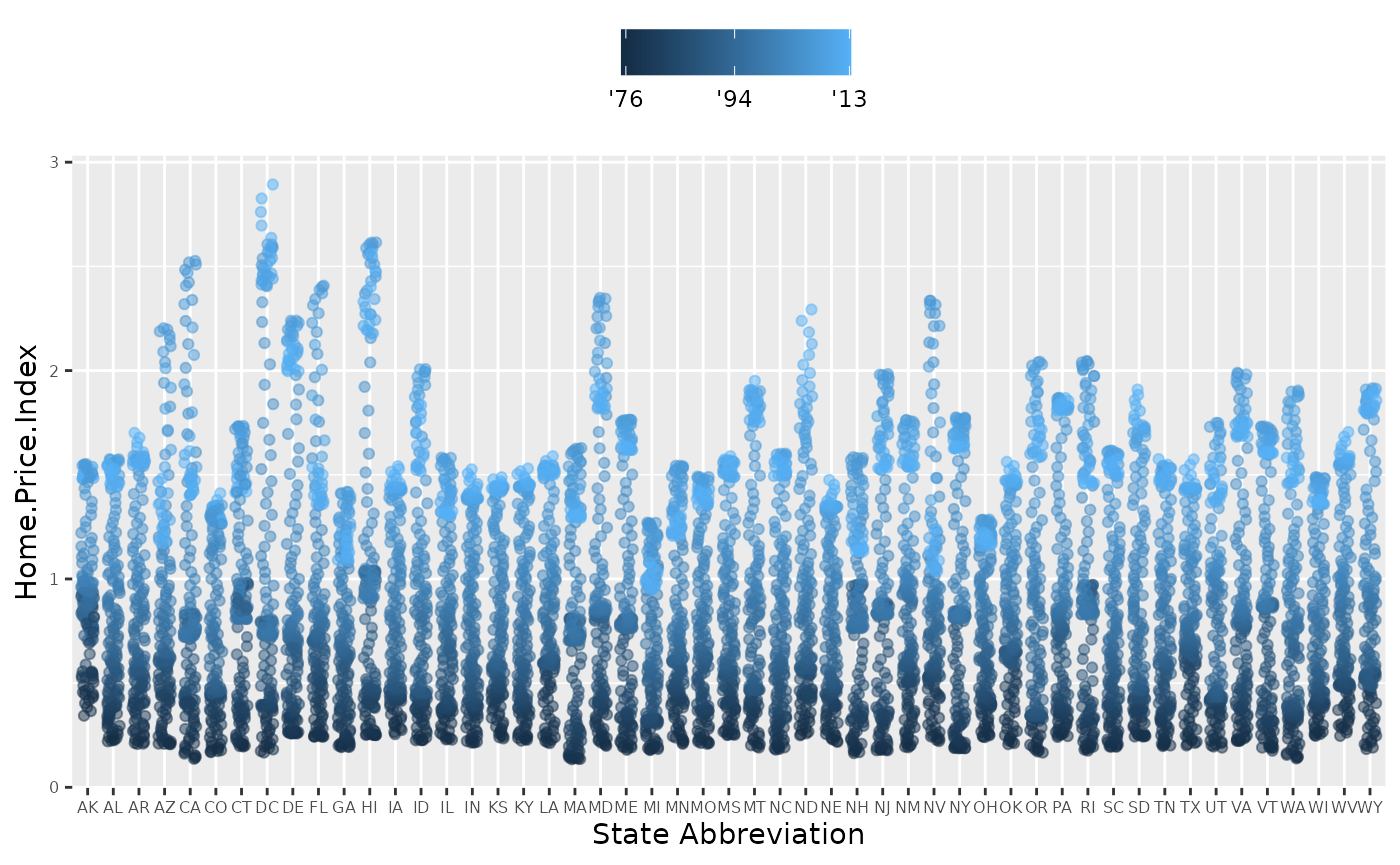 '76 '94 '13
3
2
1
0
Home.Price.Index
AK AL AR AZ CA CO CT DC DE FL GA HI IA ID IL IN KS KY LA MA MD ME MI MN MO MS MT NC ND NE NH NJ NM NV NY OH OK OR PA RI SC SD TN TX UT VA VT WA WI WV WY
State Abbreviation